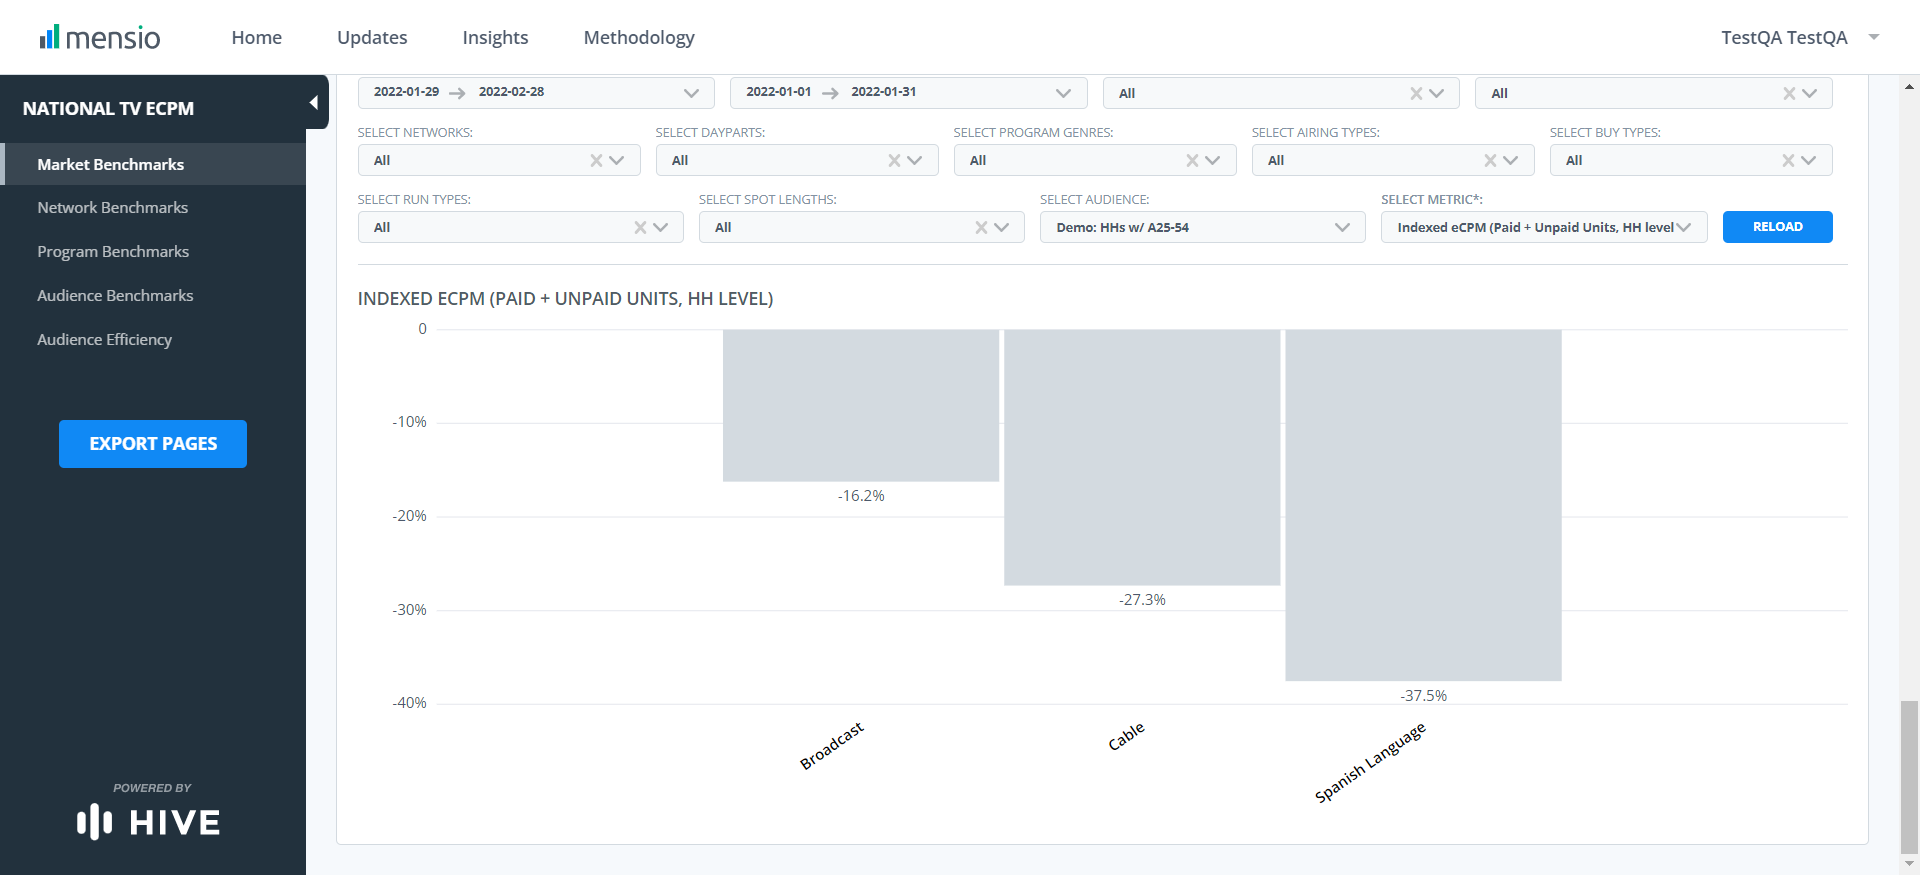 mensio
Home
Updates
Insights
Methodology
TestQA TestQA
NATIONAL TV ECPM
Market Benchmarks
Network Benchmarks
Program Benchmarks
Audience Benchmarks
Audience Efficiency
EXPORT PAGES
POWERED BY
HIVE
2022-01-29 → 2022-02-28
2022-01-01 → 2022-01-31
All
All
SELECT NETWORKS:
All
SELECT DAYPARTS:
All
SELECT PROGRAM GENRES:
All
SELECT AIRING TYPES:
All
SELECT BUY TYPES:
All
SELECT RUN TYPES:
All
SELECT SPOT LENGTHS:
All
SELECT AUDIENCE:
Demo: HHs w/ A25-54
SELECT METRIC*:
Indexed eCPM (Paid + Unpaid Units, HH level
RELOAD
INDEXED ECPM (PAID + UNPAID UNITS, HH LEVEL)
0
-10%
-20%
-30%
-40%
-16.2%
-27.3%
-37.5%
Broadcast
Cable
Spanish Language